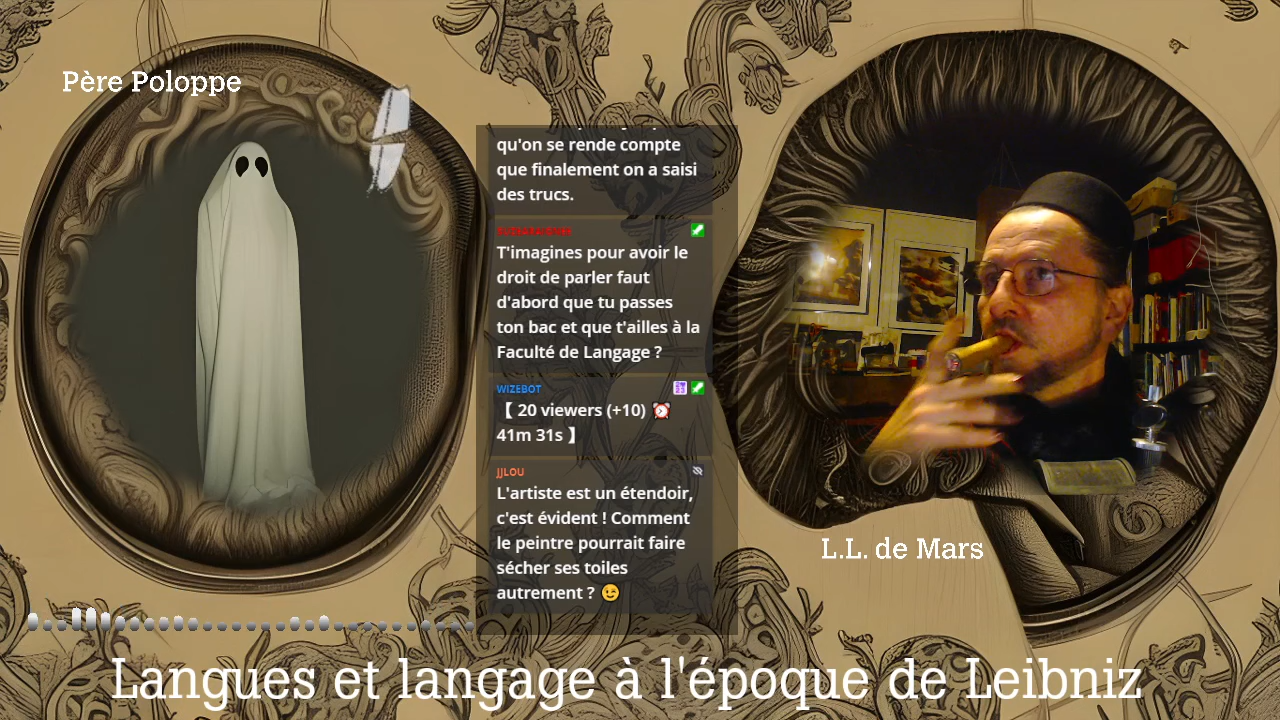 Père Poloppe
qu'on se rende compte
que finalement on a saisi
des trucs.
T'imagines pour avoir le
droit de parler faut
d'abord que tu passes
ton bac et que t'ailles à la
Faculté de Langage ?
WIZEBOT
【 20 viewers (+10) ⏰
41m 31s 】
JJLOU
L'artiste est un étendoir,
c'est évident ! Comment
le peintre pourrait faire
sécher ses toiles
autrement ? 😉
L.L. de Mars
Langues et langage à l'époque de Leibniz